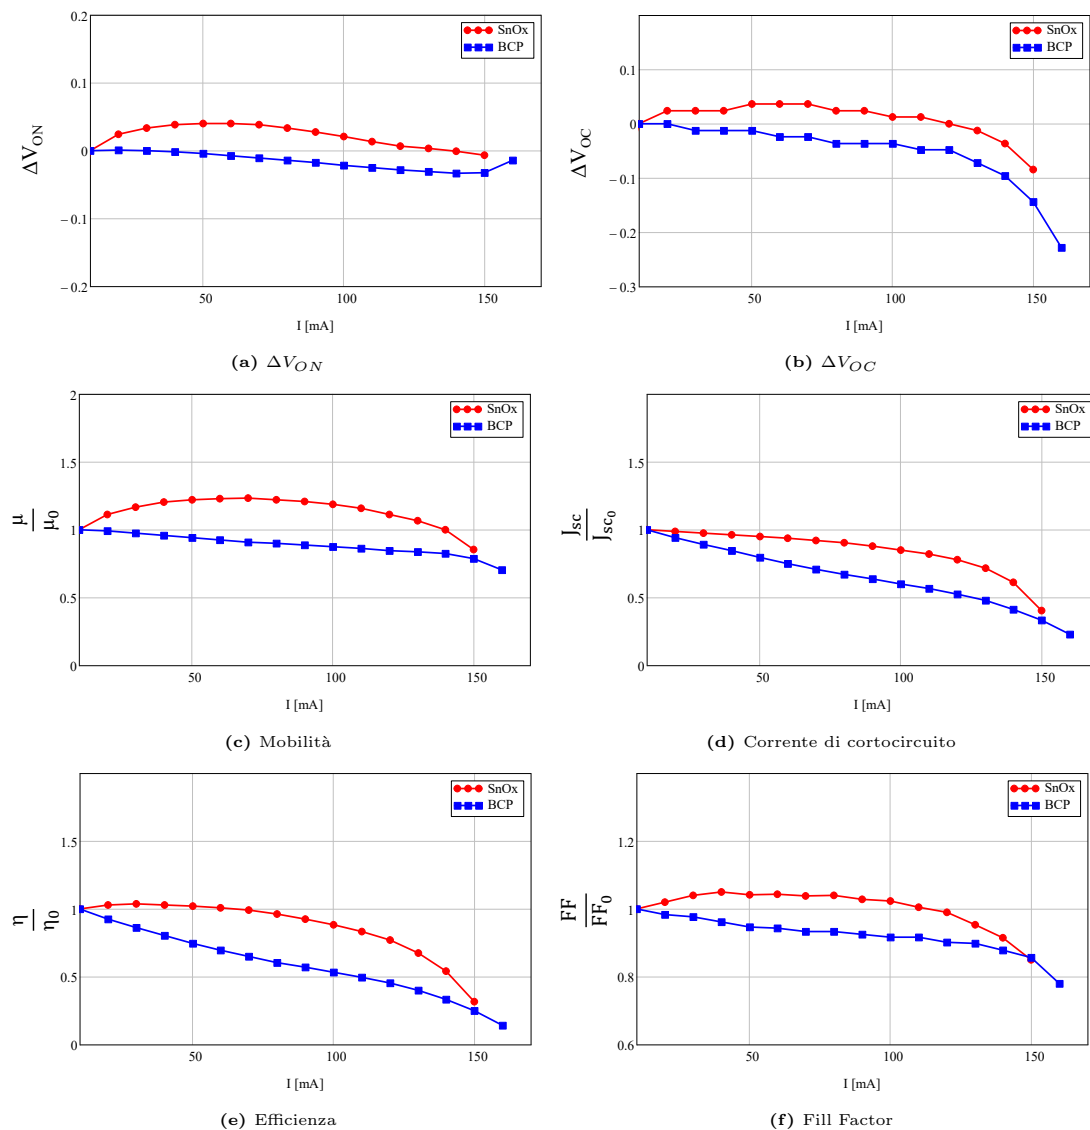 0.2
0.1
0
− 0.1
− 0.2
ΔV_ON
SnOx
BCP
50
100
150
I [mA]
(a) ΔV_ON
0.1
0
− 0.1
− 0.2
− 0.3
ΔV_OC
SnOx
BCP
50
100
150
I [mA]
(b) ΔV_OC
2
1.5
1
0.5
0
μ
μ_0
SnOx
BCP
50
100
150
I [mA]
(c) Mobilità
1.5
1
0.5
0
Jsc
Jsc_0
SnOx
BCP
50
100
150
I [mA]
(d) Corrente di cortocircuito
1.5
1
0.5
0
η
η_0
SnOx
BCP
50
100
150
I [mA]
(e) Efficienza
1.2
1
0.8
0.6
FF
FF_0
SnOx
BCP
50
100
150
I [mA]
(f) Fill Factor